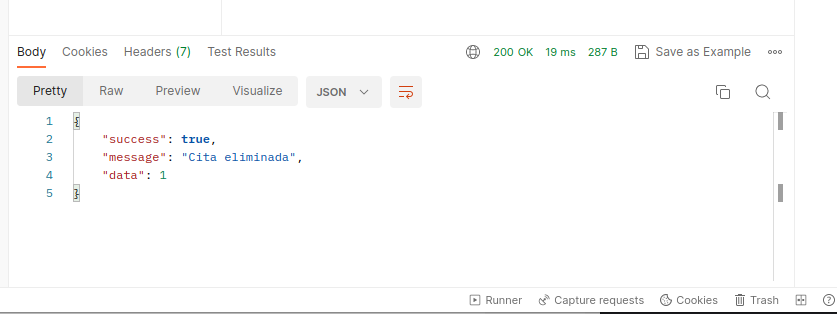 Body Cookies Headers (7) Test Results 200 OK 19 ms 287 B Save as Example
Pretty Raw Preview Visualize JSON
1 {
2 "success": true,
3 "message": "Cita eliminada",
4 "data": 1
5 }
Runner Capture requests Cookies Trash